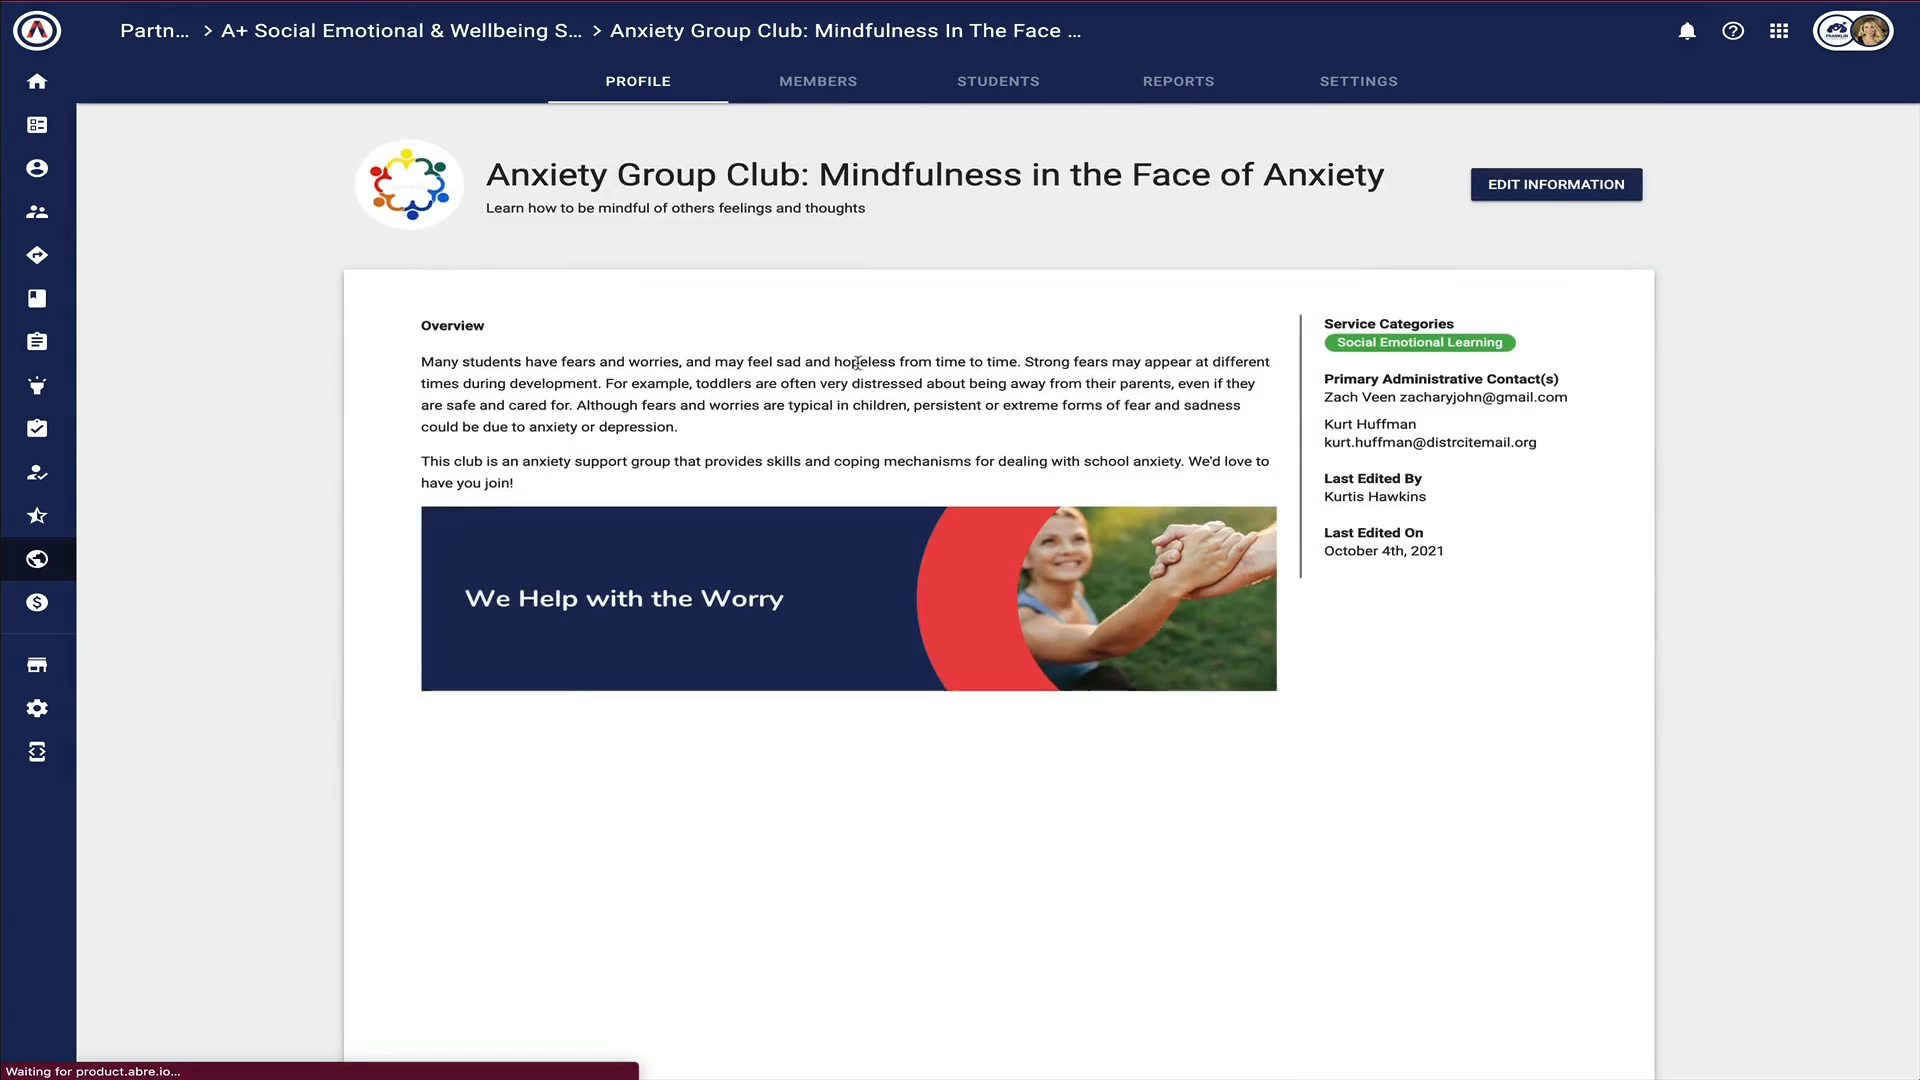 Partn... > A+ Social Emotional & Wellbeing S... > Anxiety Group Club: Mindfulness In The Face ...
PROFILE MEMBERS STUDENTS REPORTS SETTINGS
Anxiety Group Club: Mindfulness in the Face of Anxiety
Learn how to be mindful of others feelings and thoughts
EDIT INFORMATION
Overview
Many students have fears and worries, and may feel sad and hopeless from time to time. Strong fears may appear at different
times during development. For example, toddlers are often very distressed about being away from their parents, even if they
are safe and cared for. Although fears and worries are typical in children, persistent or extreme forms of fear and sadness
could be due to anxiety or depression.
This club is an anxiety support group that provides skills and coping mechanisms for dealing with school anxiety. We'd love to
have you join!
We Help with the Worry
Service Categories
Social Emotional Learning
Primary Administrative Contact(s)
Zach Veen zacharyjohn@gmail.com
Kurt Huffman
kurt.huffman@distrcitemail.org
Last Edited By
Kurtis Hawkins
Last Edited On
October 4th, 2021
Waiting for product.abre.io...